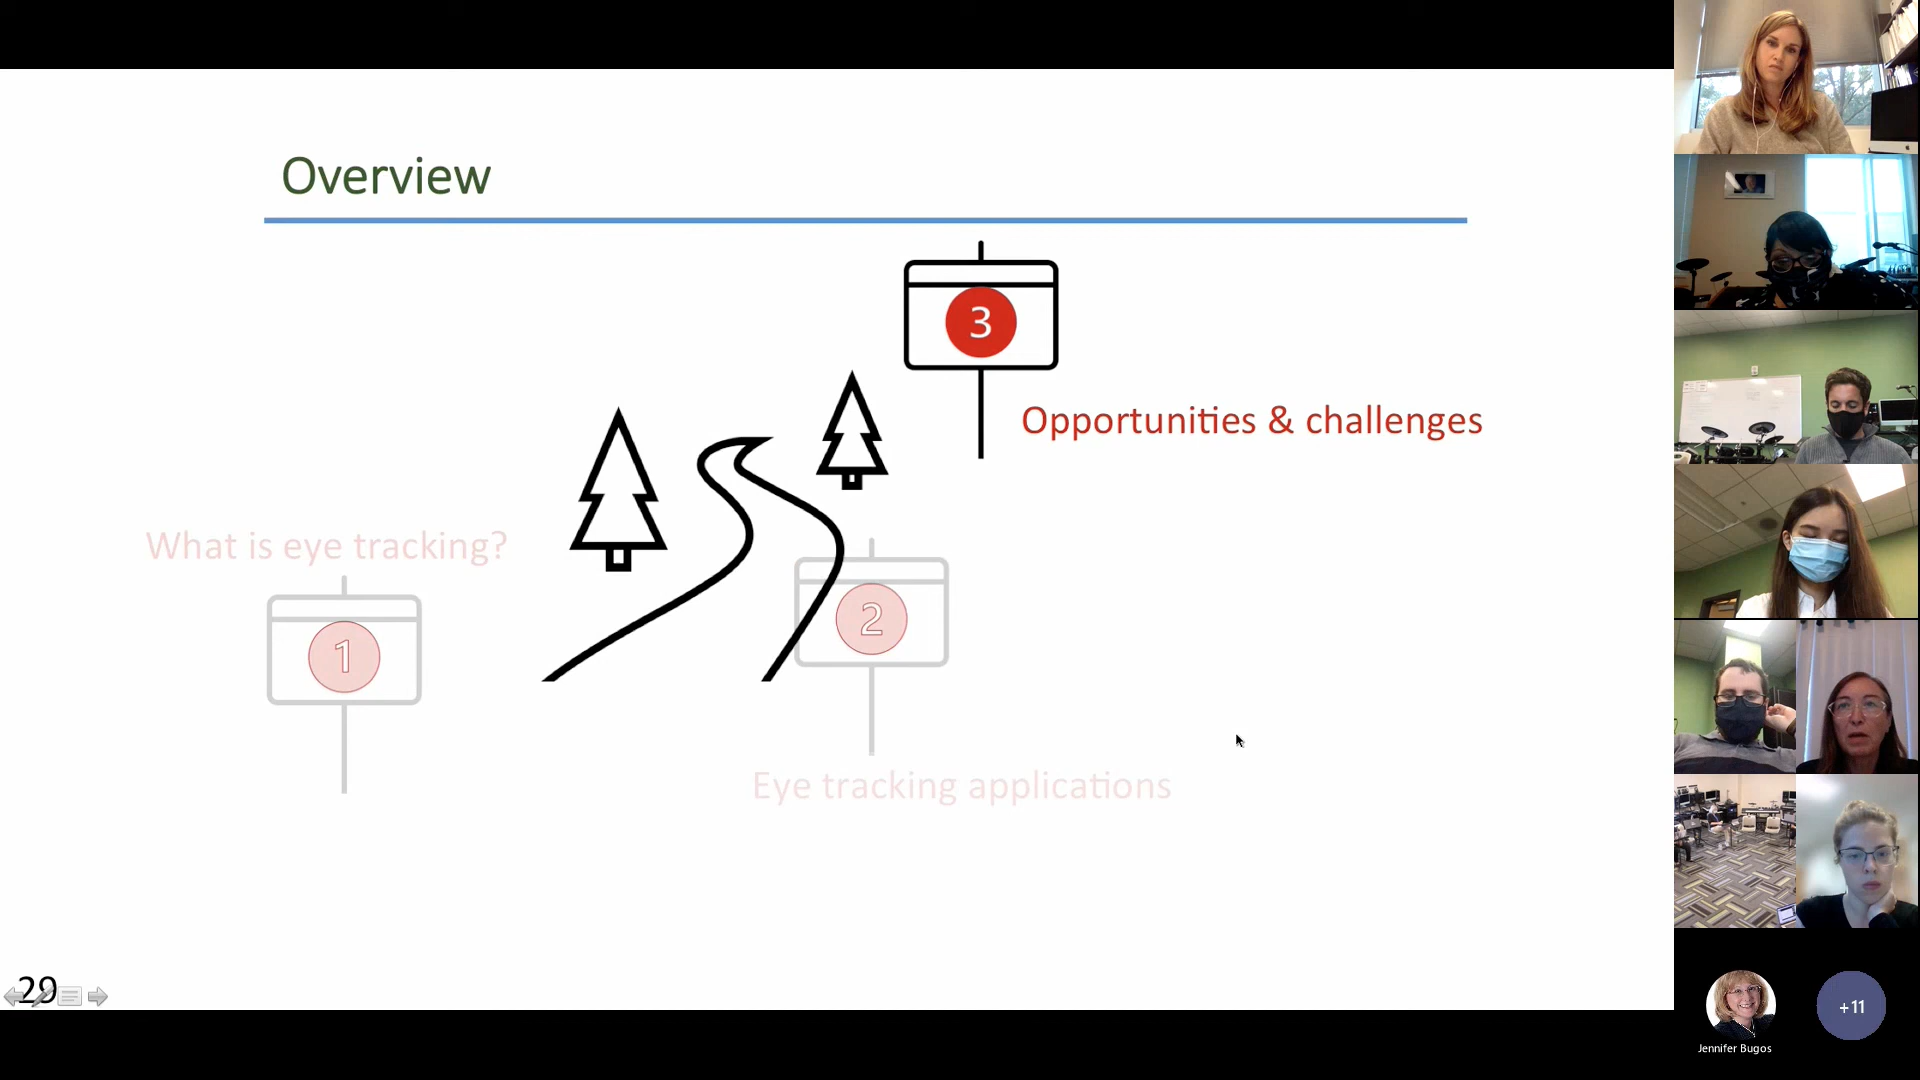 Overview
3
Opportunities & challenges
What is eye tracking?
1
2
Eye tracking applications
29
+11
Jennifer Bugos